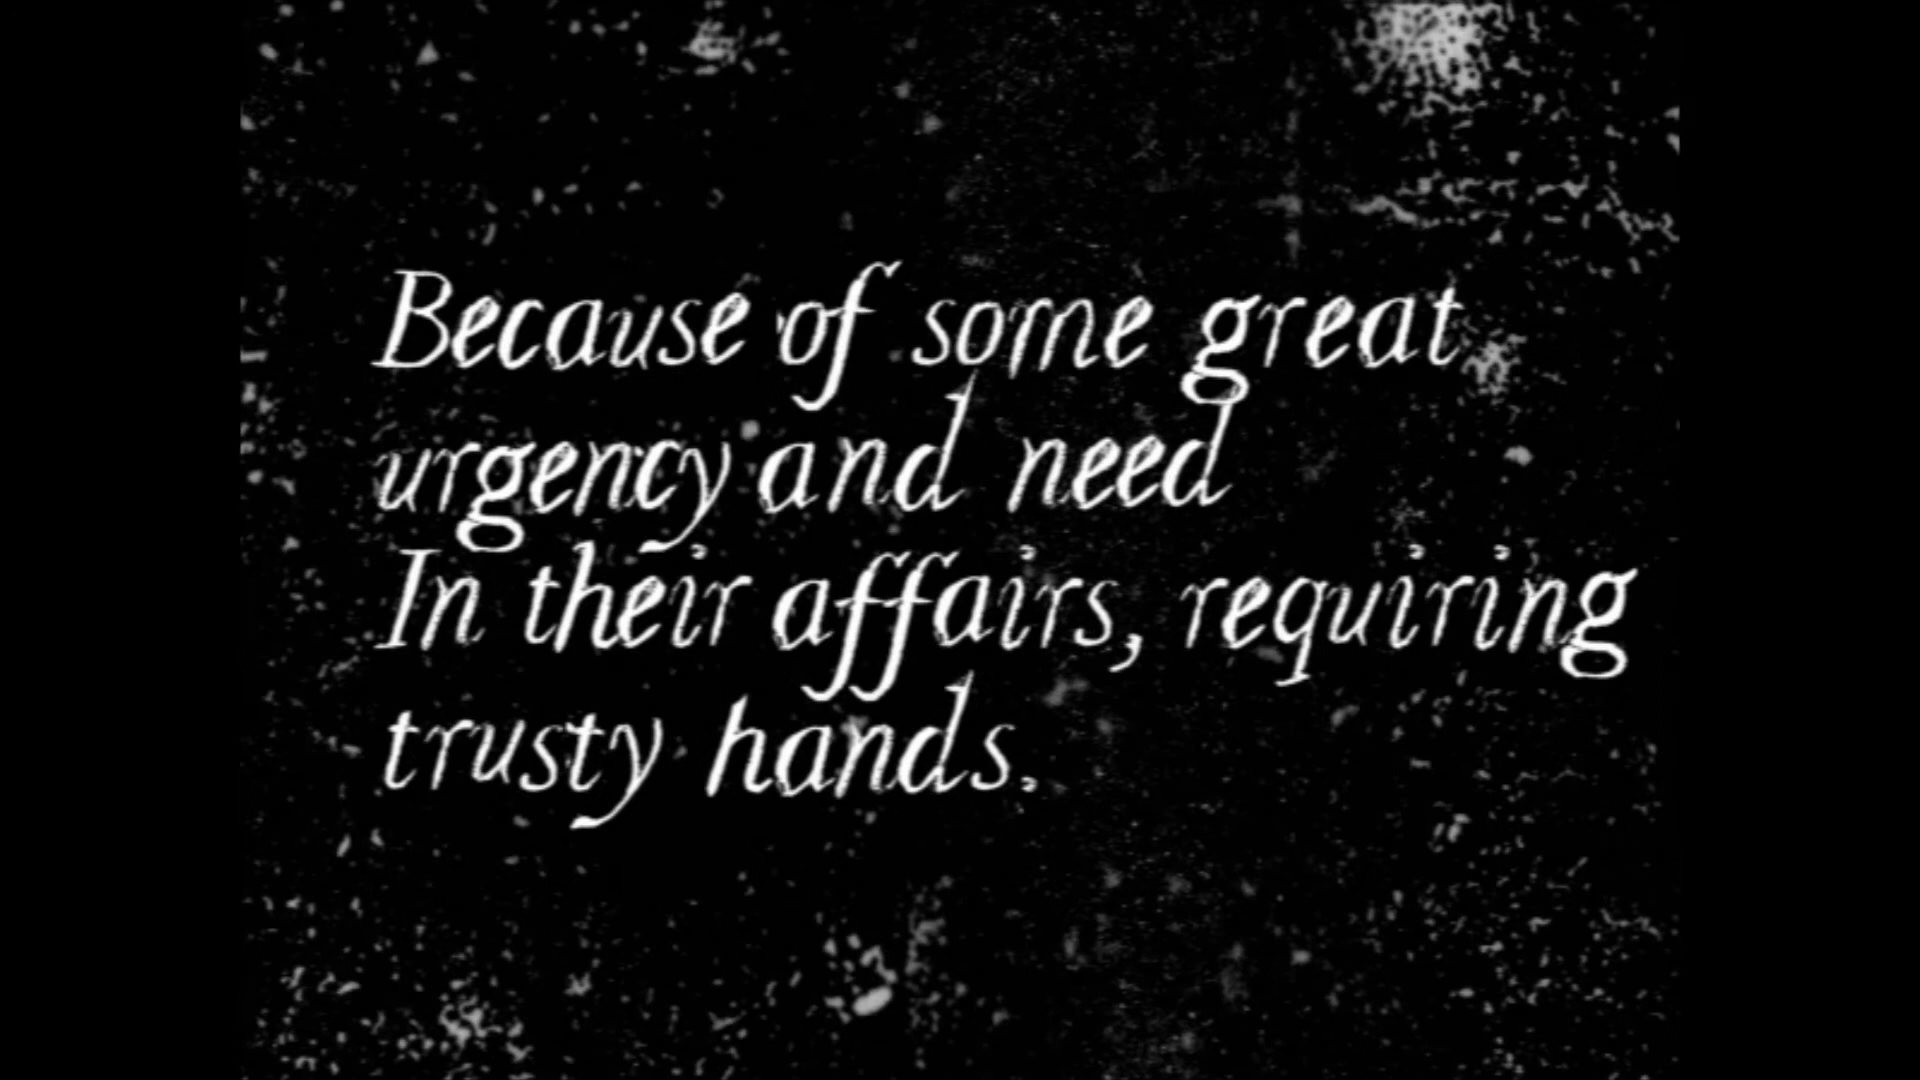 Because of some great
urgency and need
In their affairs, requiring
trusty hands.